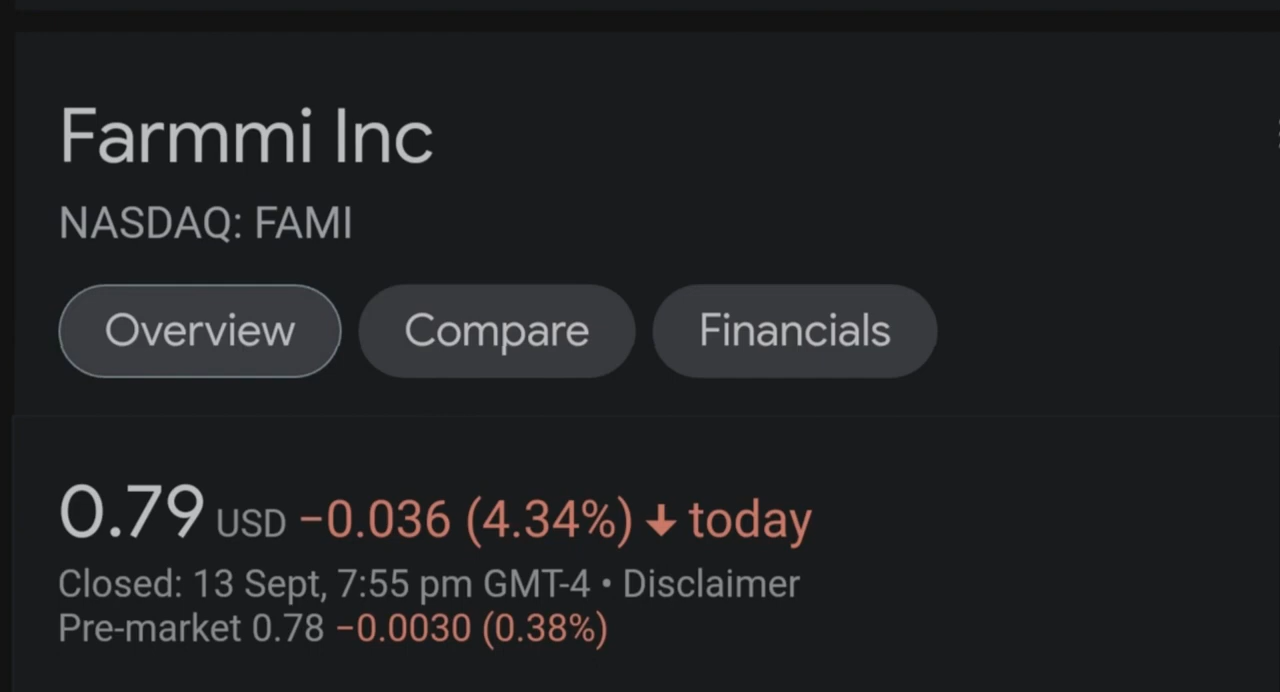 Farmmi Inc
NASDAQ: FAMI
Overview Compare Financials
0.79 USD −0.036 (4.34%) ↓ today
Closed: 13 Sept, 7:55 pm GMT-4 • Disclaimer
Pre-market 0.78 −0.0030 (0.38%)